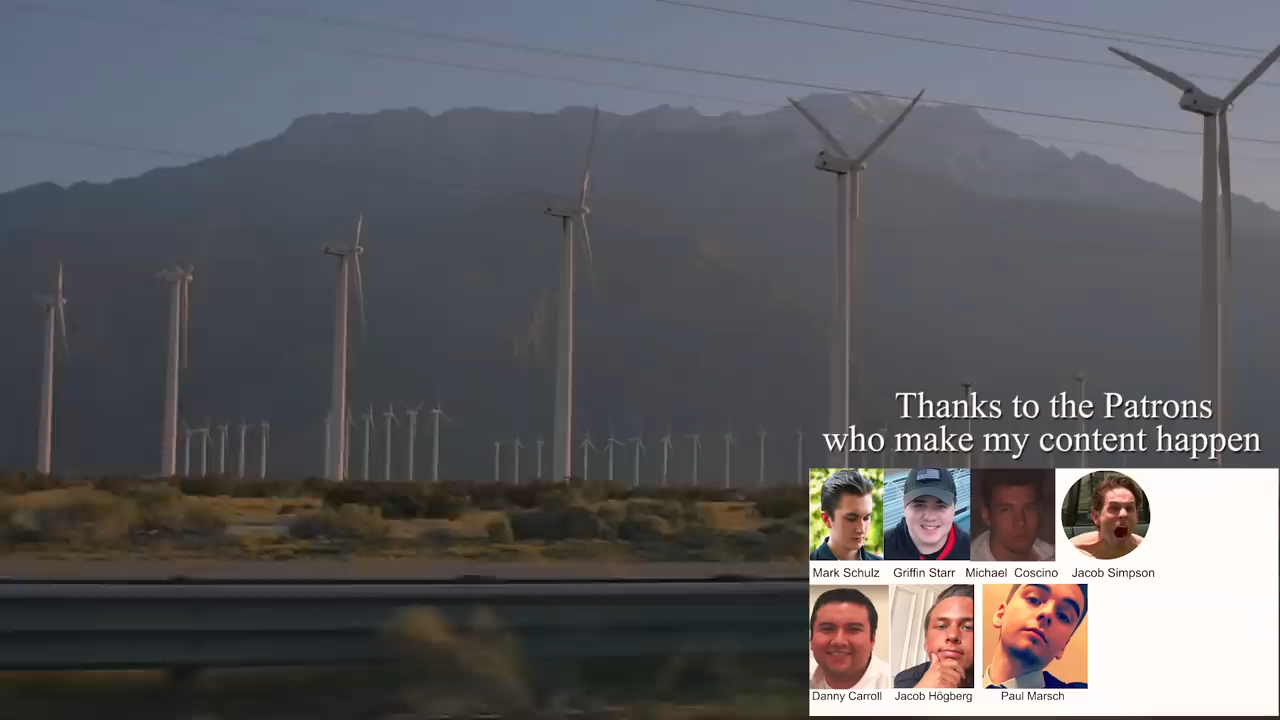 Thanks to the Patrons
who make my content happen
Mark Schulz Griffin Starr Michael Coscino Jacob Simpson
Danny Carroll Jacob Högberg Paul Marsch